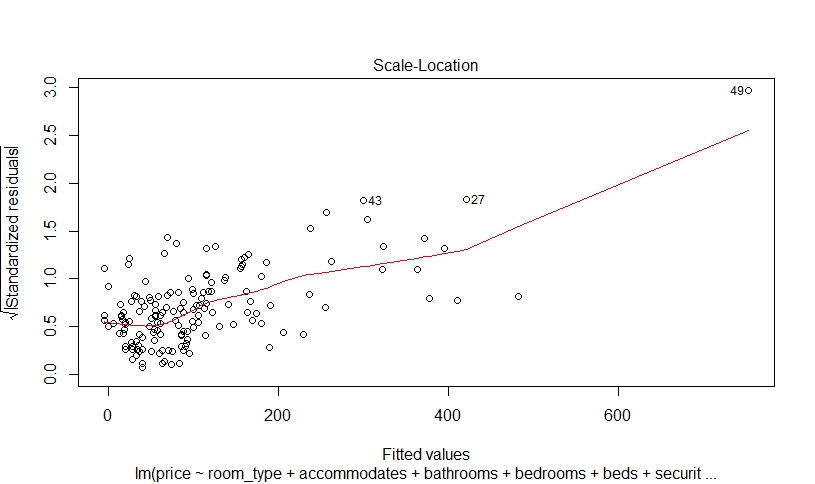 Scale-Location
√|Standardized residuals|
3.0
2.5
2.0
1.5
1.0
0.5
0.0
49
43
27
0 200 400 600
Fitted values
lm(price ~ room_type + accommodates + bathrooms + bedrooms + beds + securit ...